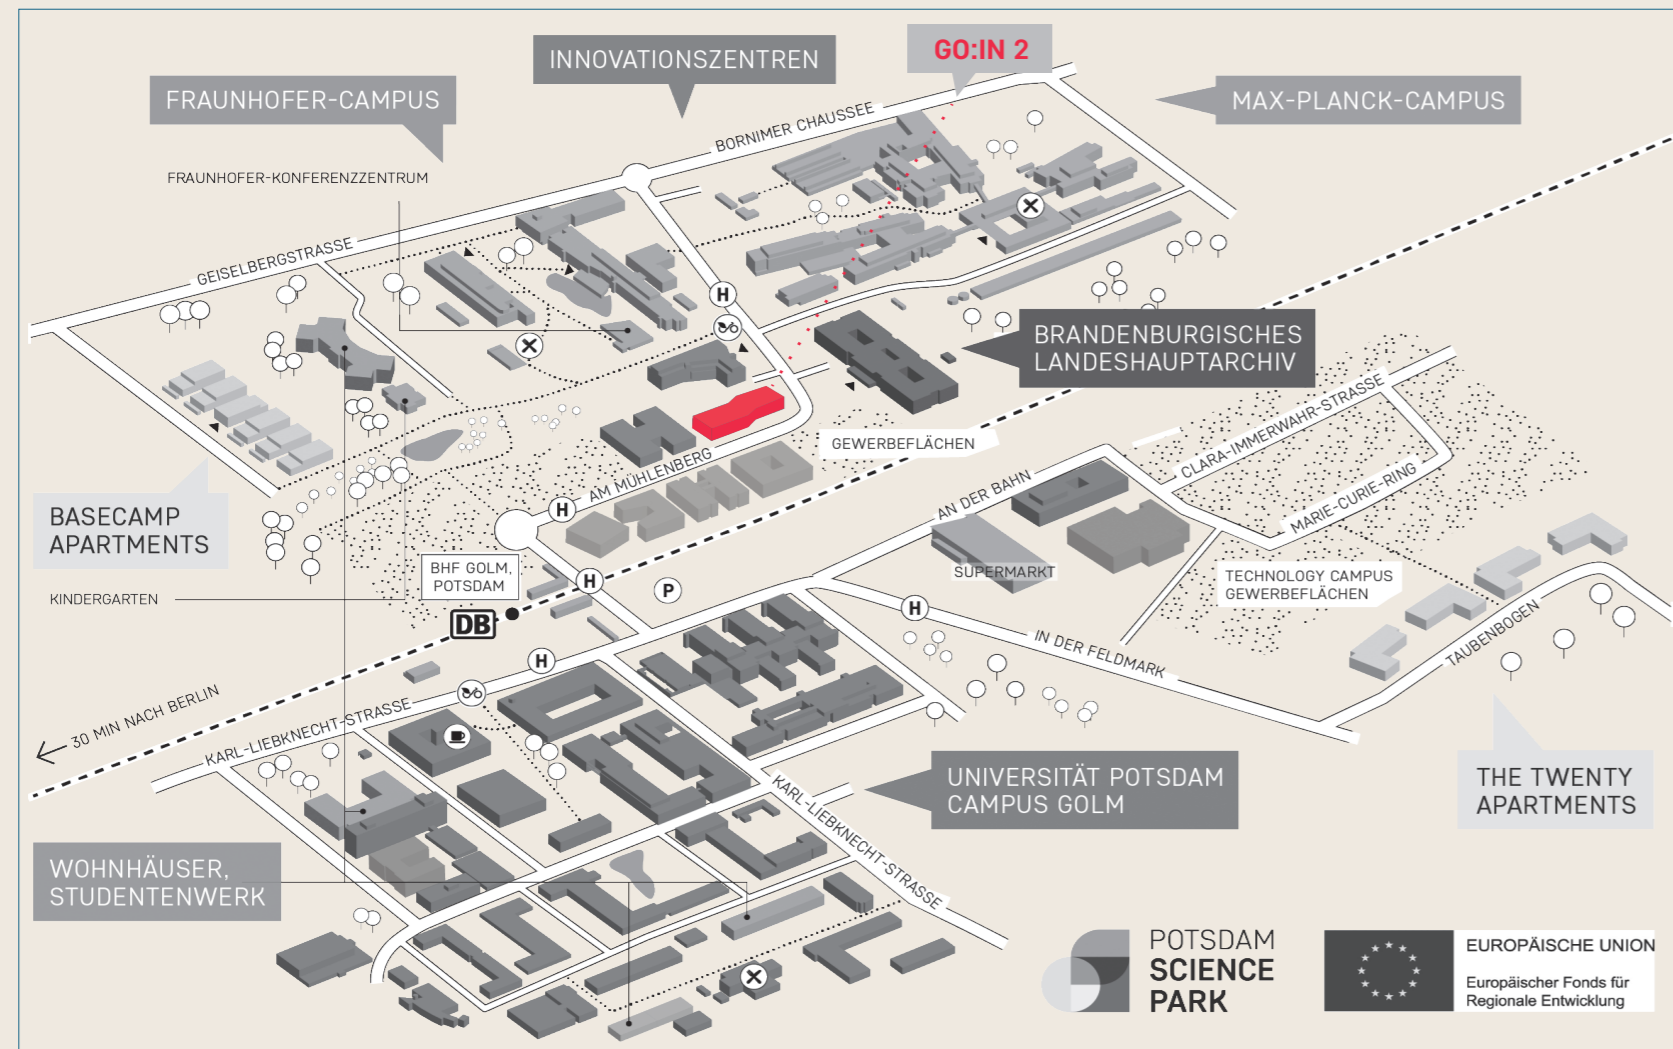 INNOVATIONSZENTREN
GO:IN 2
FRAUNHOFER-CAMPUS
MAX-PLANCK-CAMPUS
BORNIMER CHAUSSEE
FRAUNHOFER-KONFERENZZENTRUM
GEISELBERGSTRASSE
H
BRANDENBURGISCHES
LANDESHAUPTARCHIV
CLARA-IMMERWAHR-STRASSE
GEWERBEFLÄCHEN
AM MÜHLENBERG
AN DER BAHN
MARIE-CURIE-RING
BASECAMP
APARTMENTS
H
BHF GOLM,
POTSDAM
H
P
SUPERMARKT
TECHNOLOGY CAMPUS
GEWERBEFLÄCHEN
KINDERGARTEN
DB
H
H
IN DER FELDMARK
TAUBENBOGEN
30 MIN NACH BERLIN
KARL-LIEBKNECHT-STRASSE
UNIVERSITÄT POTSDAM
CAMPUS GOLM
THE TWENTY
APARTMENTS
KARL-LIEBKNECHT-STRASSE
WOHNHÄUSER,
STUDENTENWERK
POTSDAM
SCIENCE
PARK
EUROPÄISCHE UNION
Europäischer Fonds für
Regionale Entwicklung